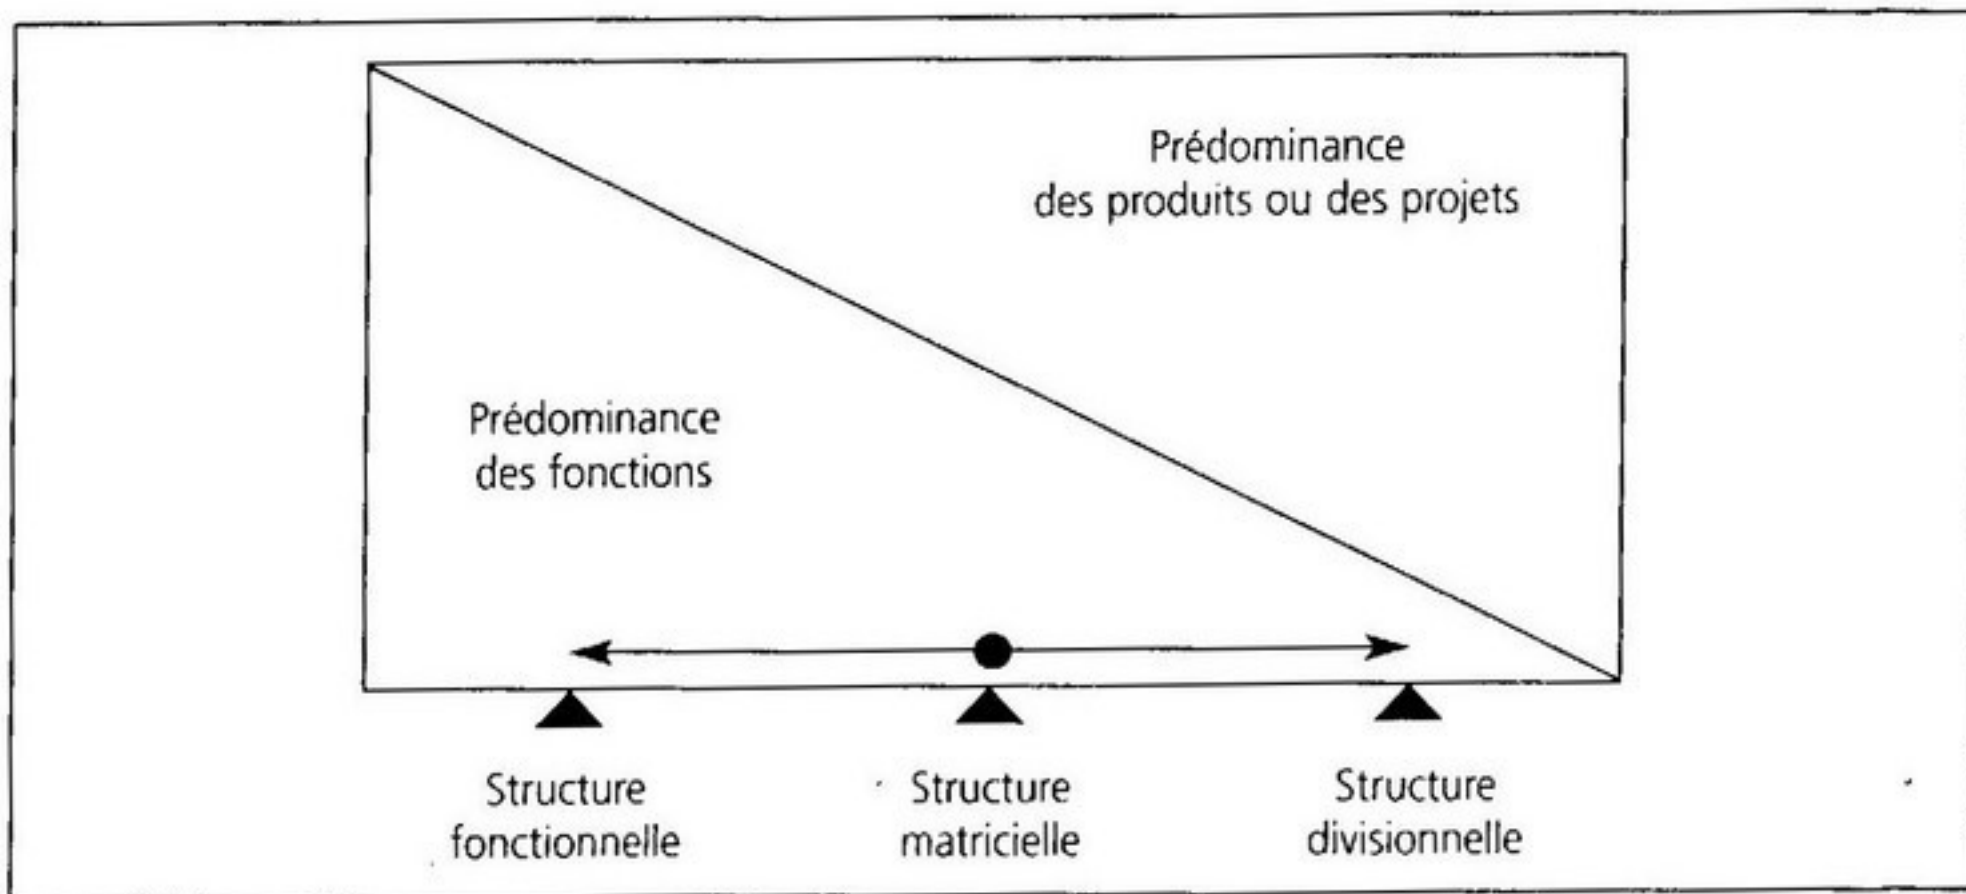 Prédominance
des produits ou des projets
Prédominance
des fonctions
Structure
fonctionnelle
Structure
matricielle
Structure
divisionnelle